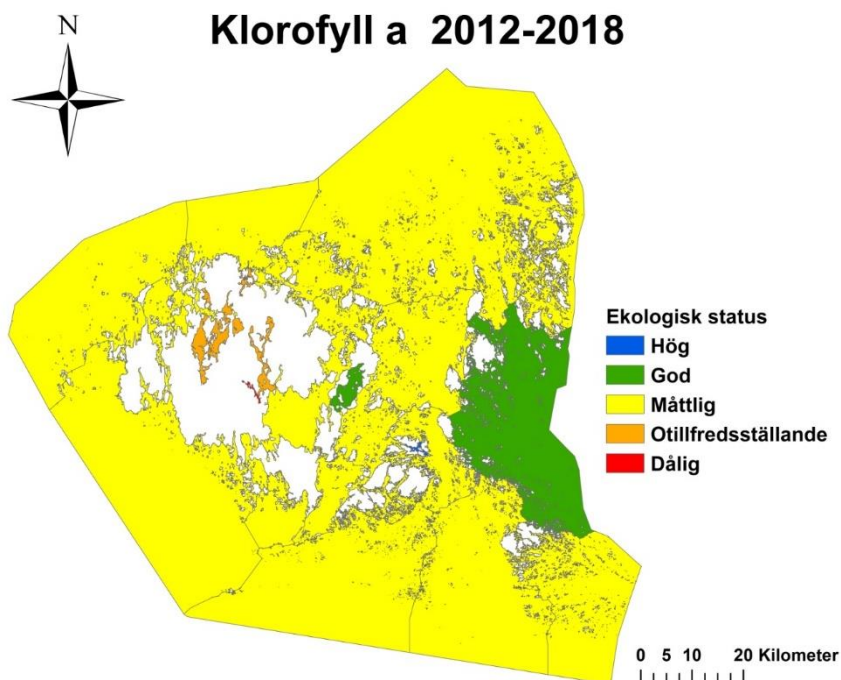 Klorofyll a 2012-2018
N
Ekologisk status
Hög
God
Måttlig
Otillfredsställande
Dålig
0 5 10 20 Kilometer